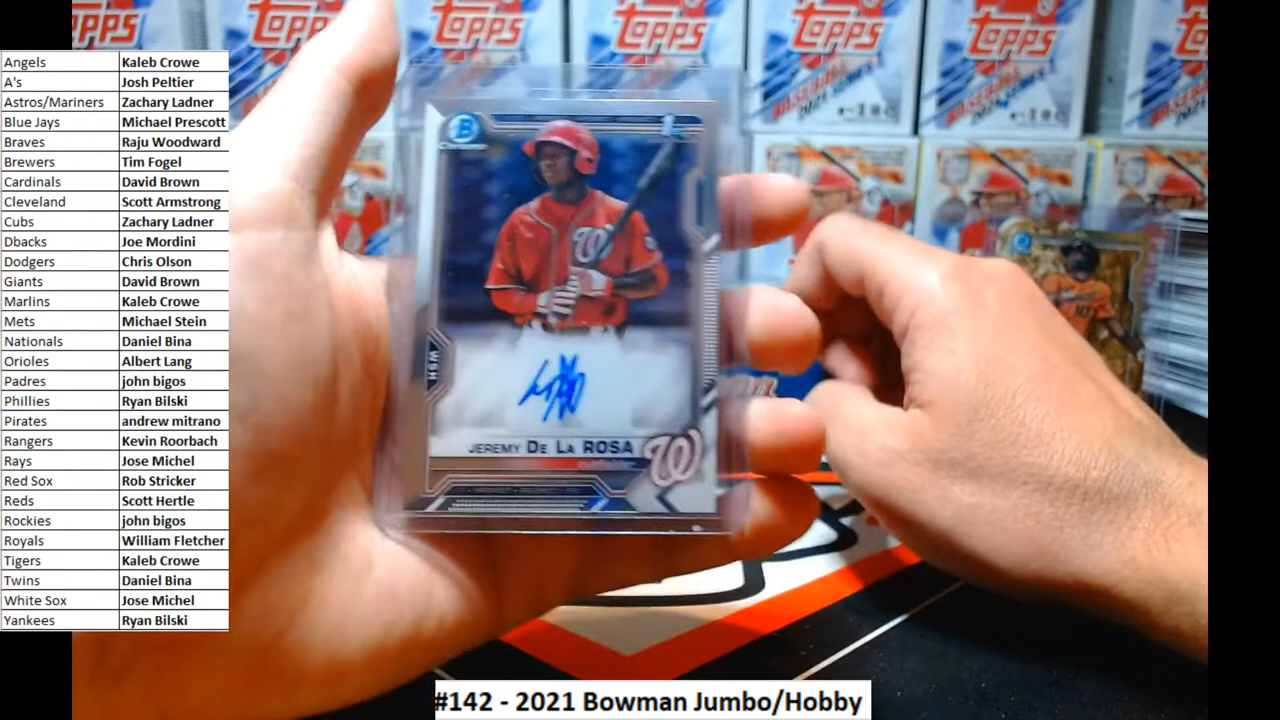 TOPPS
TOPPS
TOPPS
TOPPS
TOPPS
BASEBALL
Angels Kaleb Crowe
A's Josh Peltier
Astros/Mariners Zachary Ladner
Blue Jays Michael Prescott
Braves Raju Woodward
Brewers Tim Fogel
Cardinals David Brown
Cleveland Scott Armstrong
Cubs Zachary Ladner
Dbacks Joe Mordini
Dodgers Chris Olson
Giants David Brown
Marlins Kaleb Crowe
Mets Michael Stein
Nationals Daniel Bina
Orioles Albert Lang
Padres john bigos
Phillies Ryan Bilski
Pirates andrew mitrano
Rangers Kevin Roorbach
Rays Jose Michel
Red Sox Rob Stricker
Reds Scott Hertle
Rockies john bigos
Royals William Fletcher
Tigers Kaleb Crowe
Twins Daniel Bina
White Sox Jose Michel
Yankees Ryan Bilski
B
Chrome
1st
W
WSH
JEREMY DE LA ROSA
W
10
#142 - 2021 Bowman Jumbo/Hobby